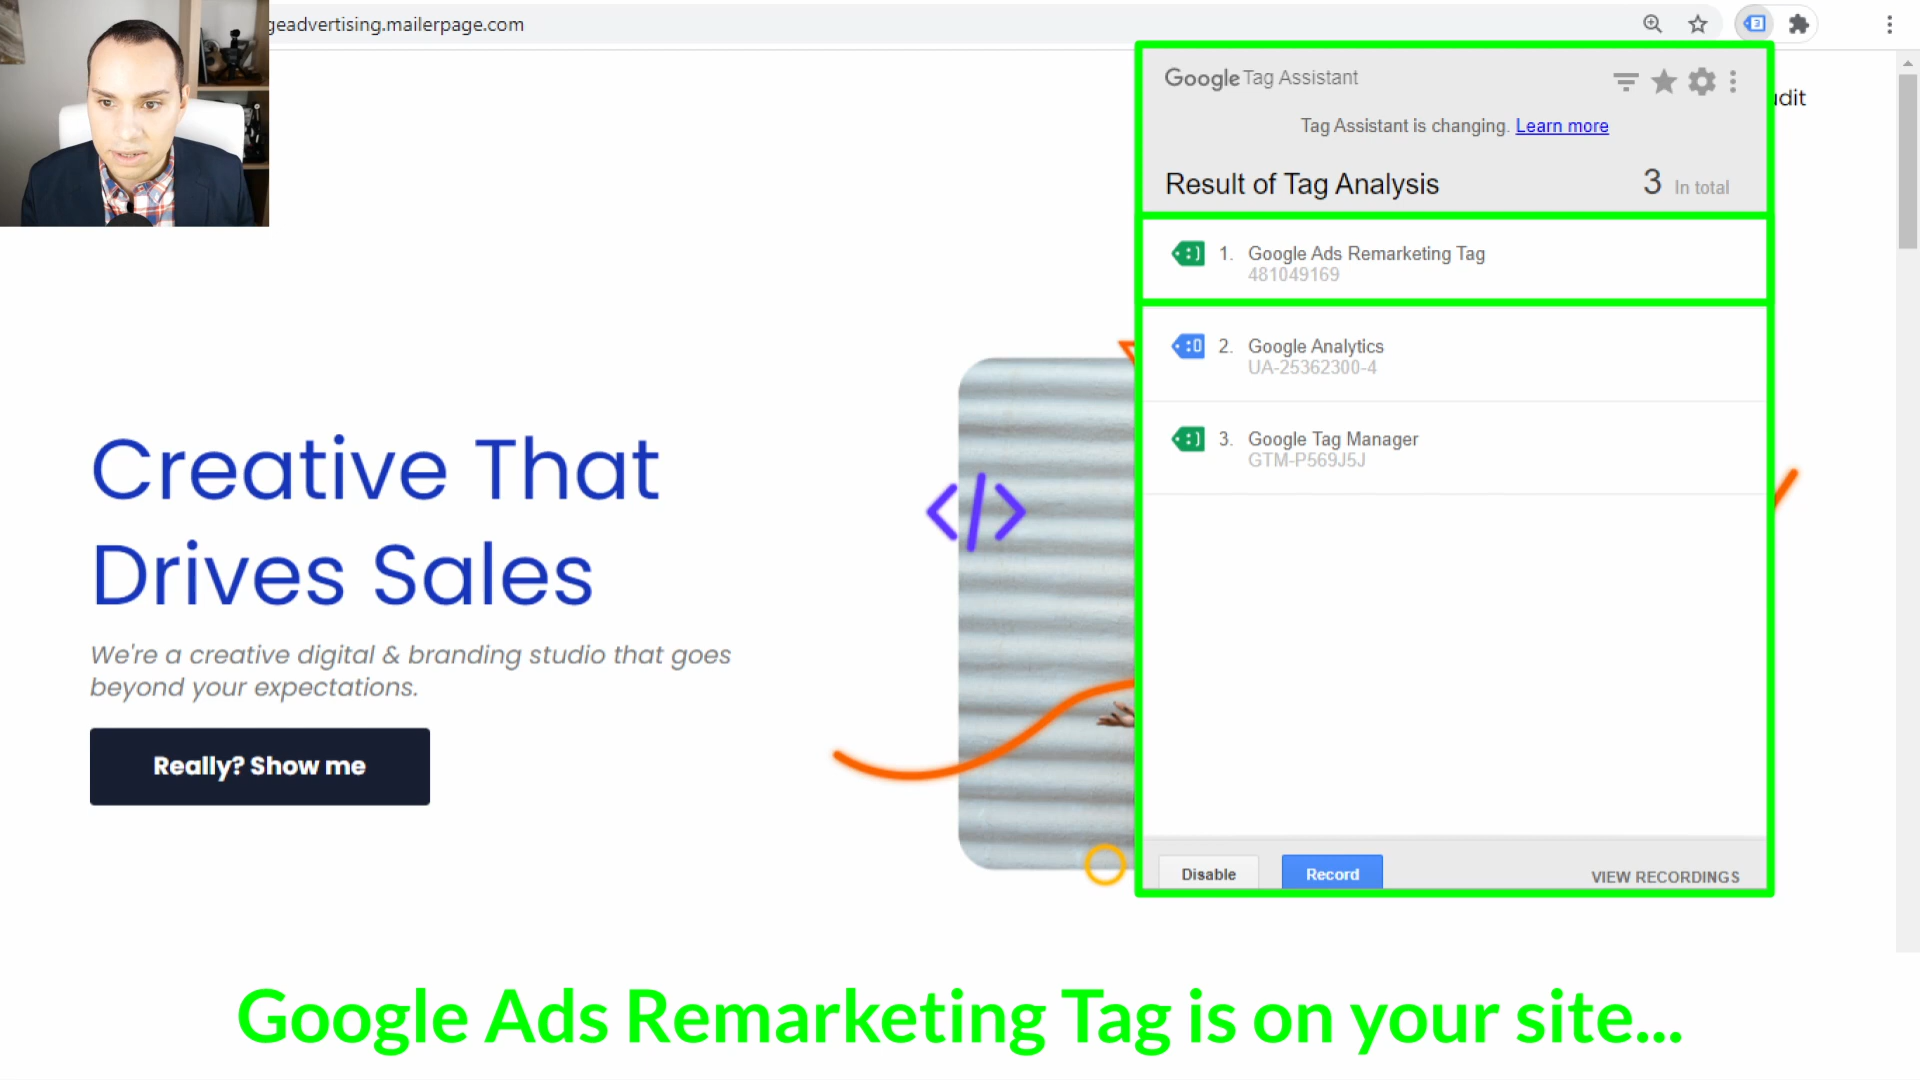 geadvertising.mailerpage.com
Google Tag Assistant
Tag Assistant is changing. Learn more
Result of Tag Analysis 3 In total
1. Google Ads Remarketing Tag
481049169
2. Google Analytics
UA-25362300-4
3. Google Tag Manager
GTM-P569J5J
Disable Record VIEW RECORDINGS
Creative That
Drives Sales
We're a creative digital & branding studio that goes
beyond your expectations.
Really? Show me
Google Ads Remarketing Tag is on your site...